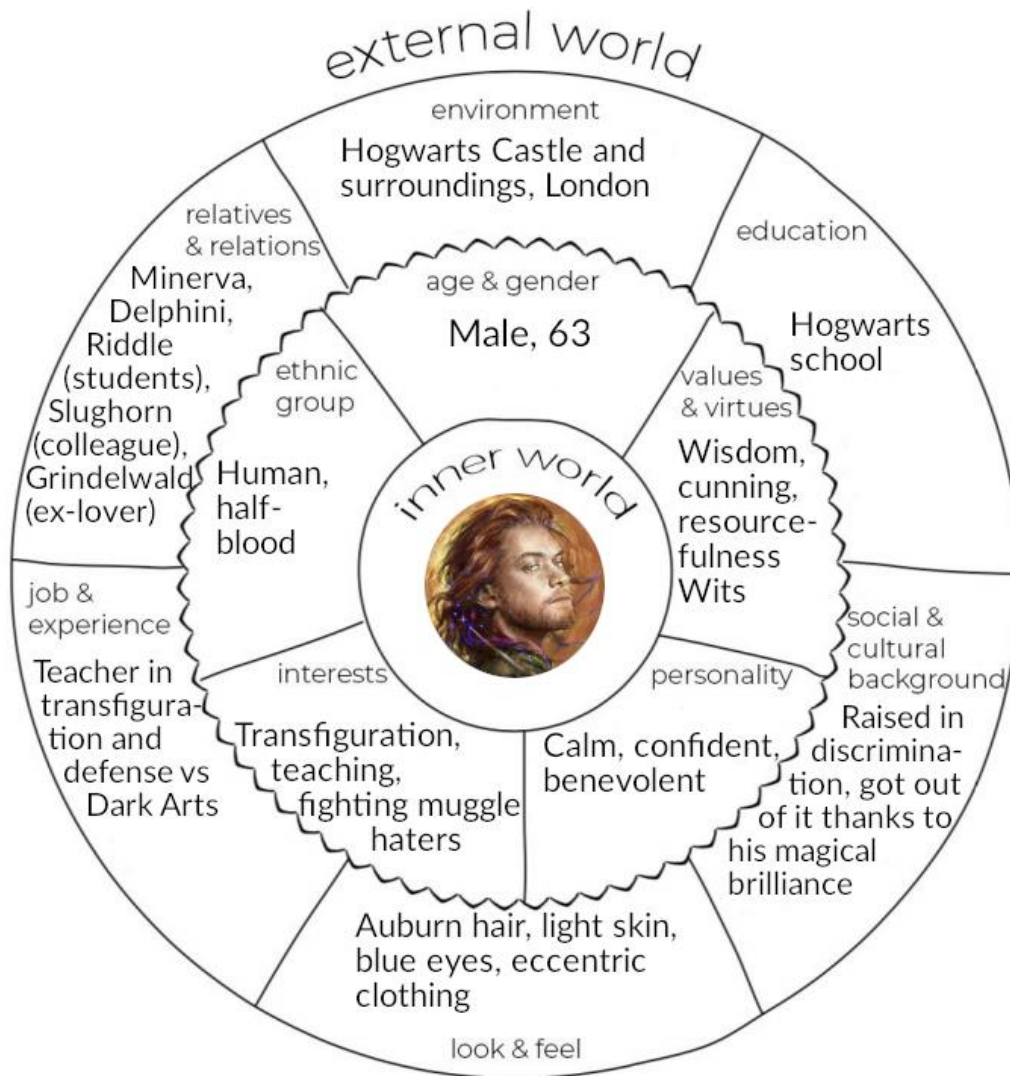 external world
environment
Hogwarts Castle and
surroundings, London
relatives
& relations
Minerva,
Delphini,
Riddle
(students),
Slughorn
(colleague),
Grindelwald
(ex-lover)
education
Hogwarts
school
age & gender
Male, 63
ethnic
group
Human,
half-
blood
values
& virtues
Wisdom,
cunning,
resource-
fulness
Wits
inner world
job &
experience
Teacher in
transfigura-
tion and
defense vs
Dark Arts
interests
Transfiguration,
teaching,
fighting muggle
haters
personality
Calm, confident,
benevolent
social &
cultural
background
Raised in
discrimina-
tion, got out
of it thanks to
his magical
brilliance
Auburn hair, light skin,
blue eyes, eccentric
clothing
look & feel